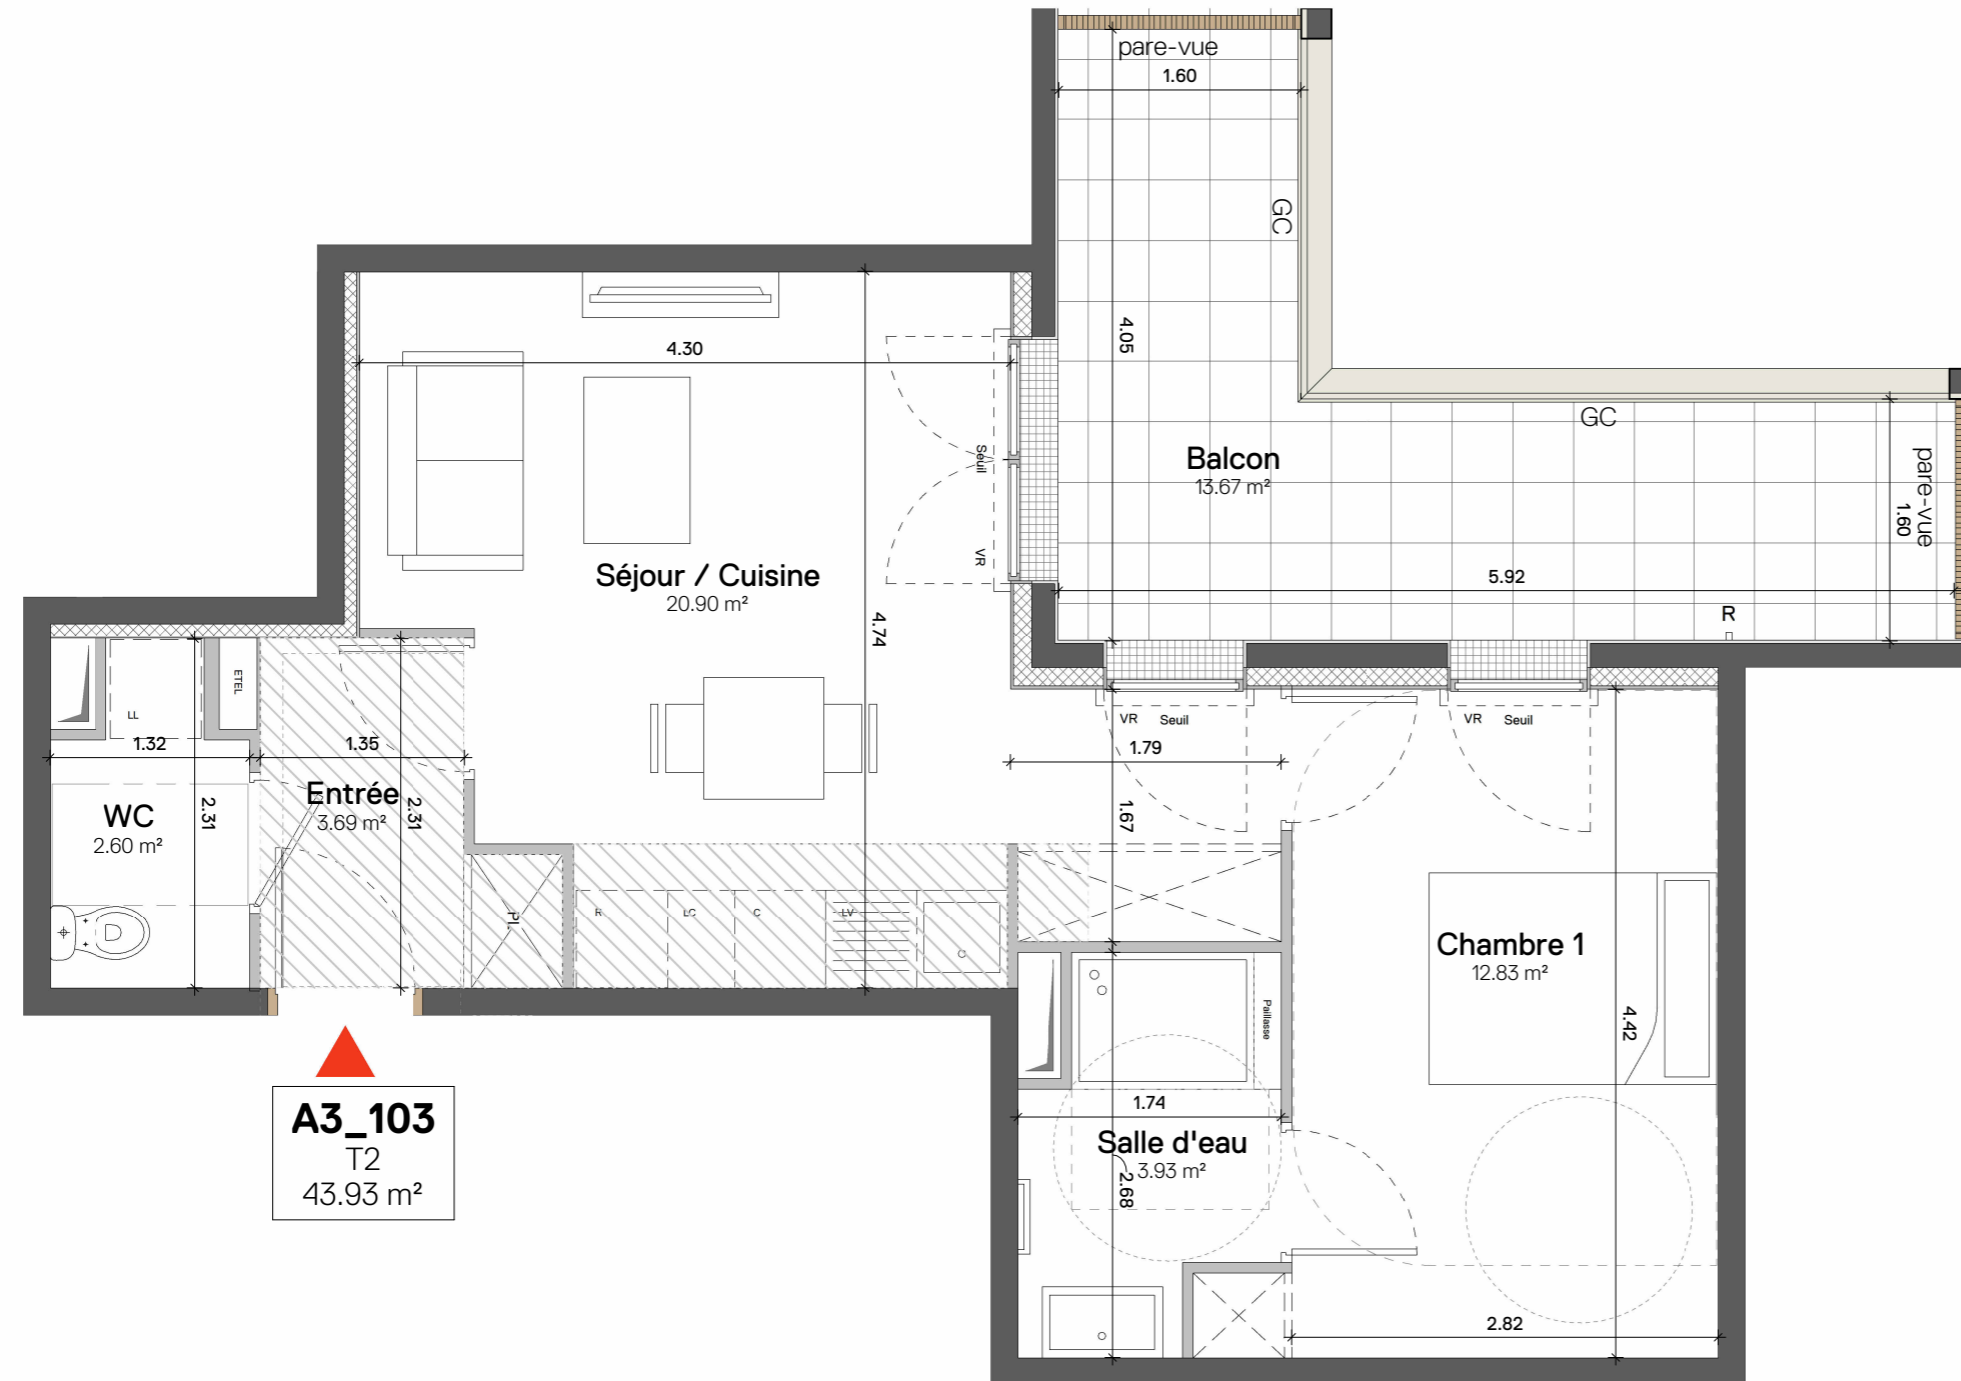 pare-vue
1.60
GC
4.05
4.30
GC
Seuil
Balcon
13.67 m²
pare-vue
1.60
VR
Séjour / Cuisine
20.90 m²
5.92
R
4.74
ETEL
LL
VR Seuil
VR Seuil
1.32
1.35
1.79
WC
2.60 m²
2.31
Entrée
3.69 m²
2.31
1.67
PL
R
LC
C
LV
Chambre 1
12.83 m²
Paillasse
4.42
1.74
Salle d'eau
3.93 m²
2.68
A3_103
T2
43.93 m²
2.82